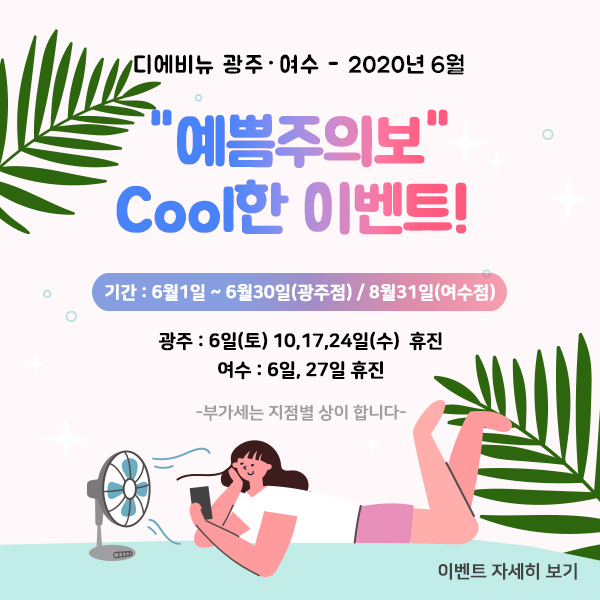 디에비뉴 광주·여수 - 2020년 6월
"예쁨주의보"
Cool한 이벤트!
기간 : 6월1일 ~ 6월30일(광주점) / 8월31일(여수점)
광주 : 6일(토) 10,17,24일(수) 휴진
여수 : 6일, 27일 휴진
-부가세는 지점별 상이 합니다-
이벤트 자세히 보기